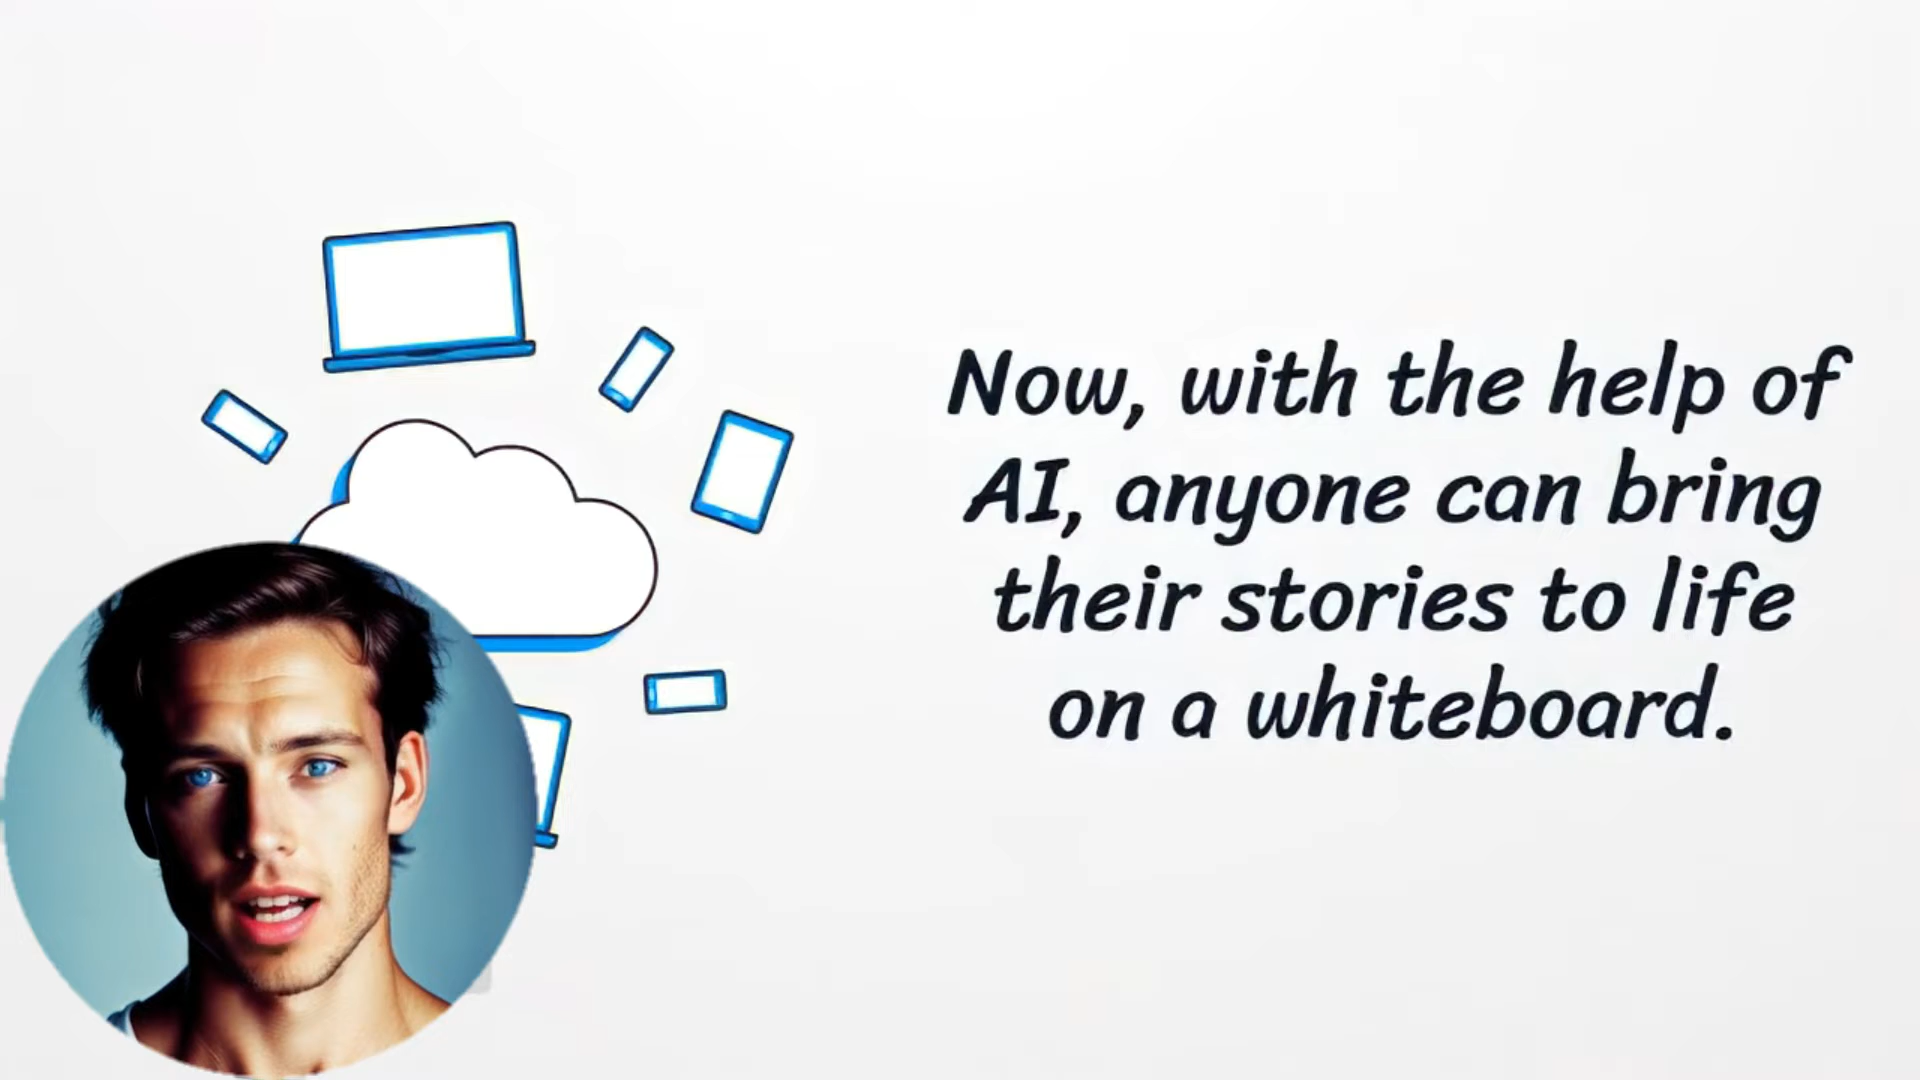 Now, with the help of
AI, anyone can bring
their stories to life
on a whiteboard.